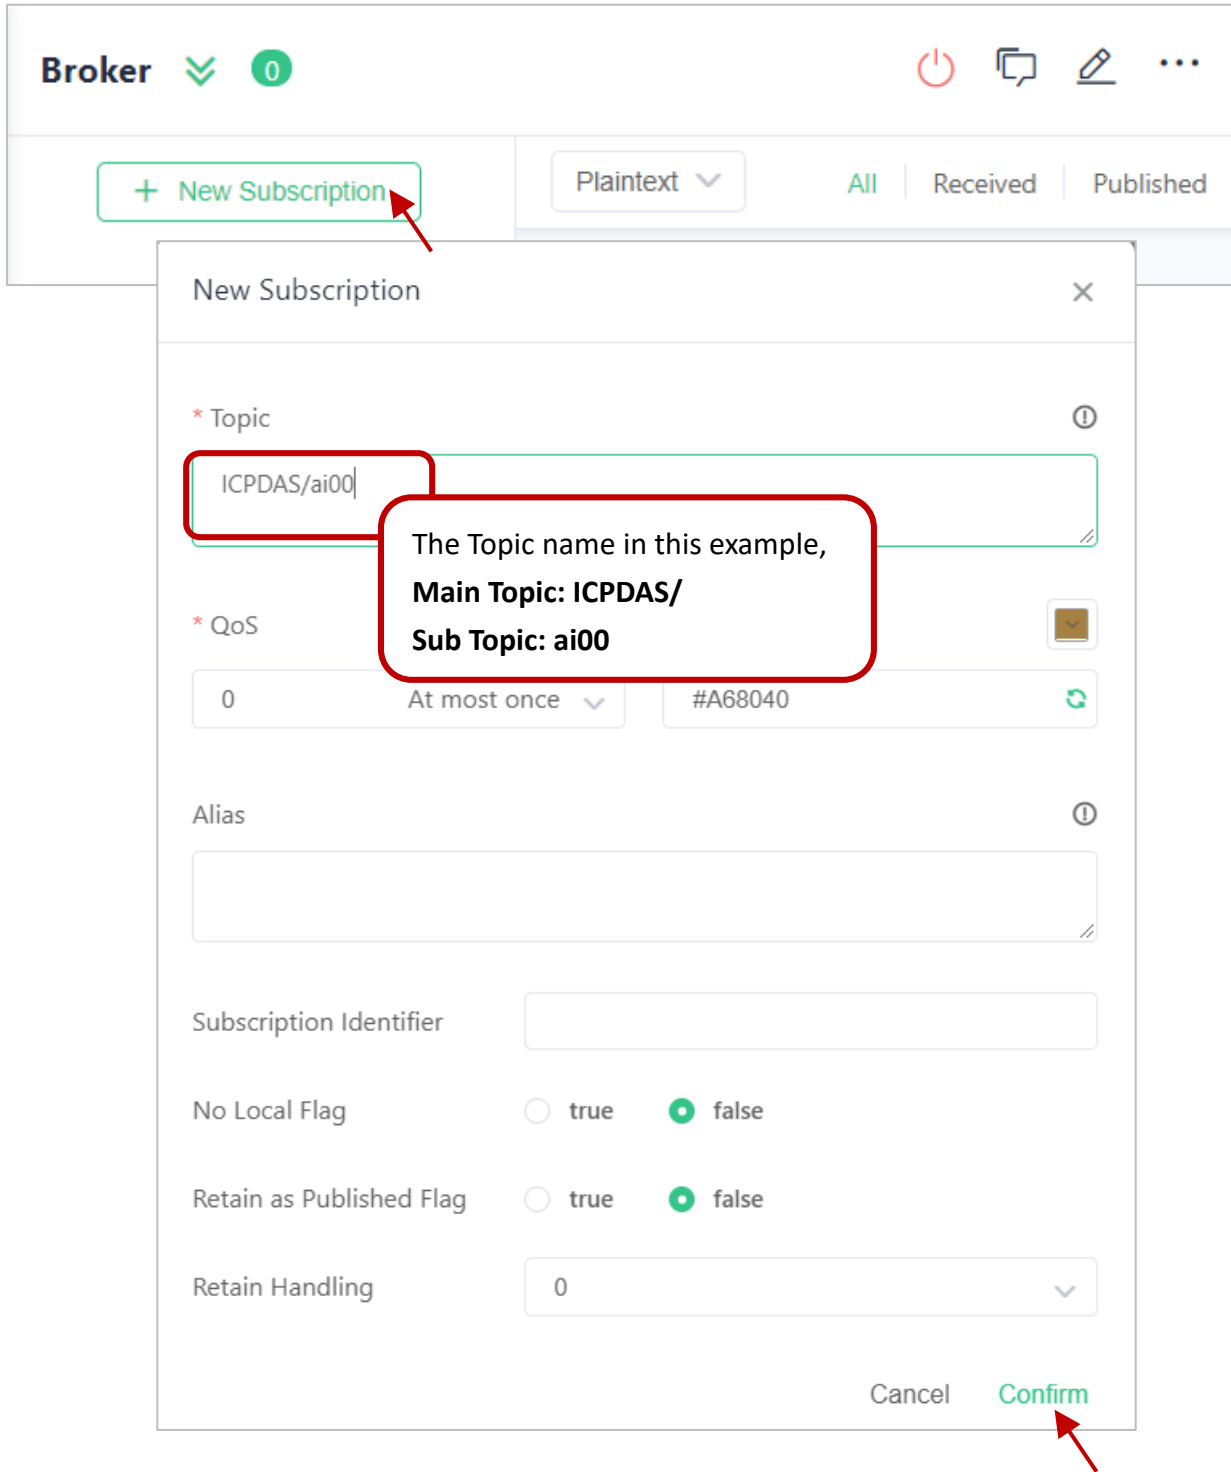 Broker 0
+ New Subscription
Plaintext All Received Published
New Subscription
* Topic
ICPDAS/ai00
The Topic name in this example,
Main Topic: ICPDAS/
Sub Topic: ai00
* QoS
0 At most once #A68040
Alias
Subscription Identifier
No Local Flag true false
Retain as Published Flag true false
Retain Handling 0
Cancel Confirm